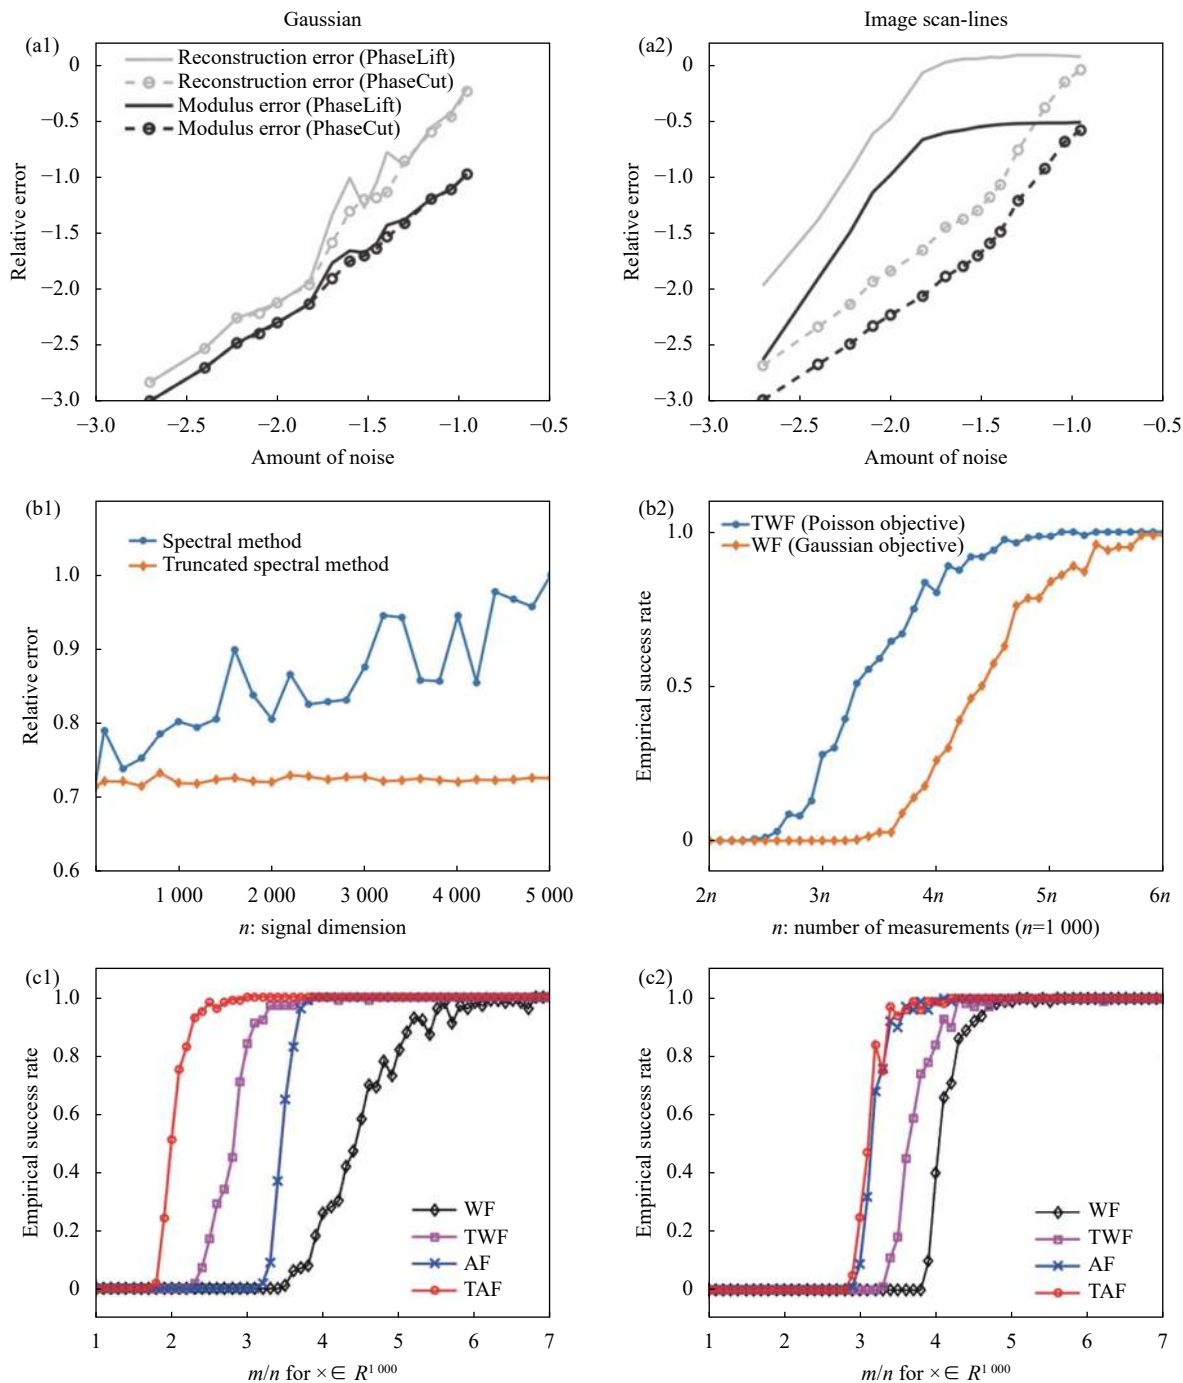 Gaussian
Image scan-lines
(a1)
Reconstruction error (PhaseLift)
Reconstruction error (PhaseCut)
Modulus error (PhaseLift)
Modulus error (PhaseCut)
0
−0.5
−1.0
−1.5
−2.0
−2.5
−3.0
Relative error
−3.0 −2.5 −2.0 −1.5 −1.0 −0.5
Amount of noise
(a2)
0
−0.5
−1.0
−1.5
−2.0
−2.5
−3.0
Relative error
−3.0 −2.5 −2.0 −1.5 −1.0 −0.5
Amount of noise
(b1)
Spectral method
Truncated spectral method
1.0
0.9
0.8
0.7
0.6
Relative error
1 000 2 000 3 000 4 000 5 000
n: signal dimension
(b2)
TWF (Poisson objective)
WF (Gaussian objective)
1.0
0.5
0
Empirical success rate
2n 3n 4n 5n 6n
n: number of measurements (n=1 000)
(c1)
1.0
0.8
0.6
0.4
0.2
0
Empirical success rate
WF
TWF
AF
TAF
1 2 3 4 5 6 7
m/n for × ∈ R¹ ⁰⁰⁰
(c2)
1.0
0.8
0.6
0.4
0.2
0
Empirical success rate
WF
TWF
AF
TAF
1 2 3 4 5 6 7
m/n for × ∈ R¹ ⁰⁰⁰